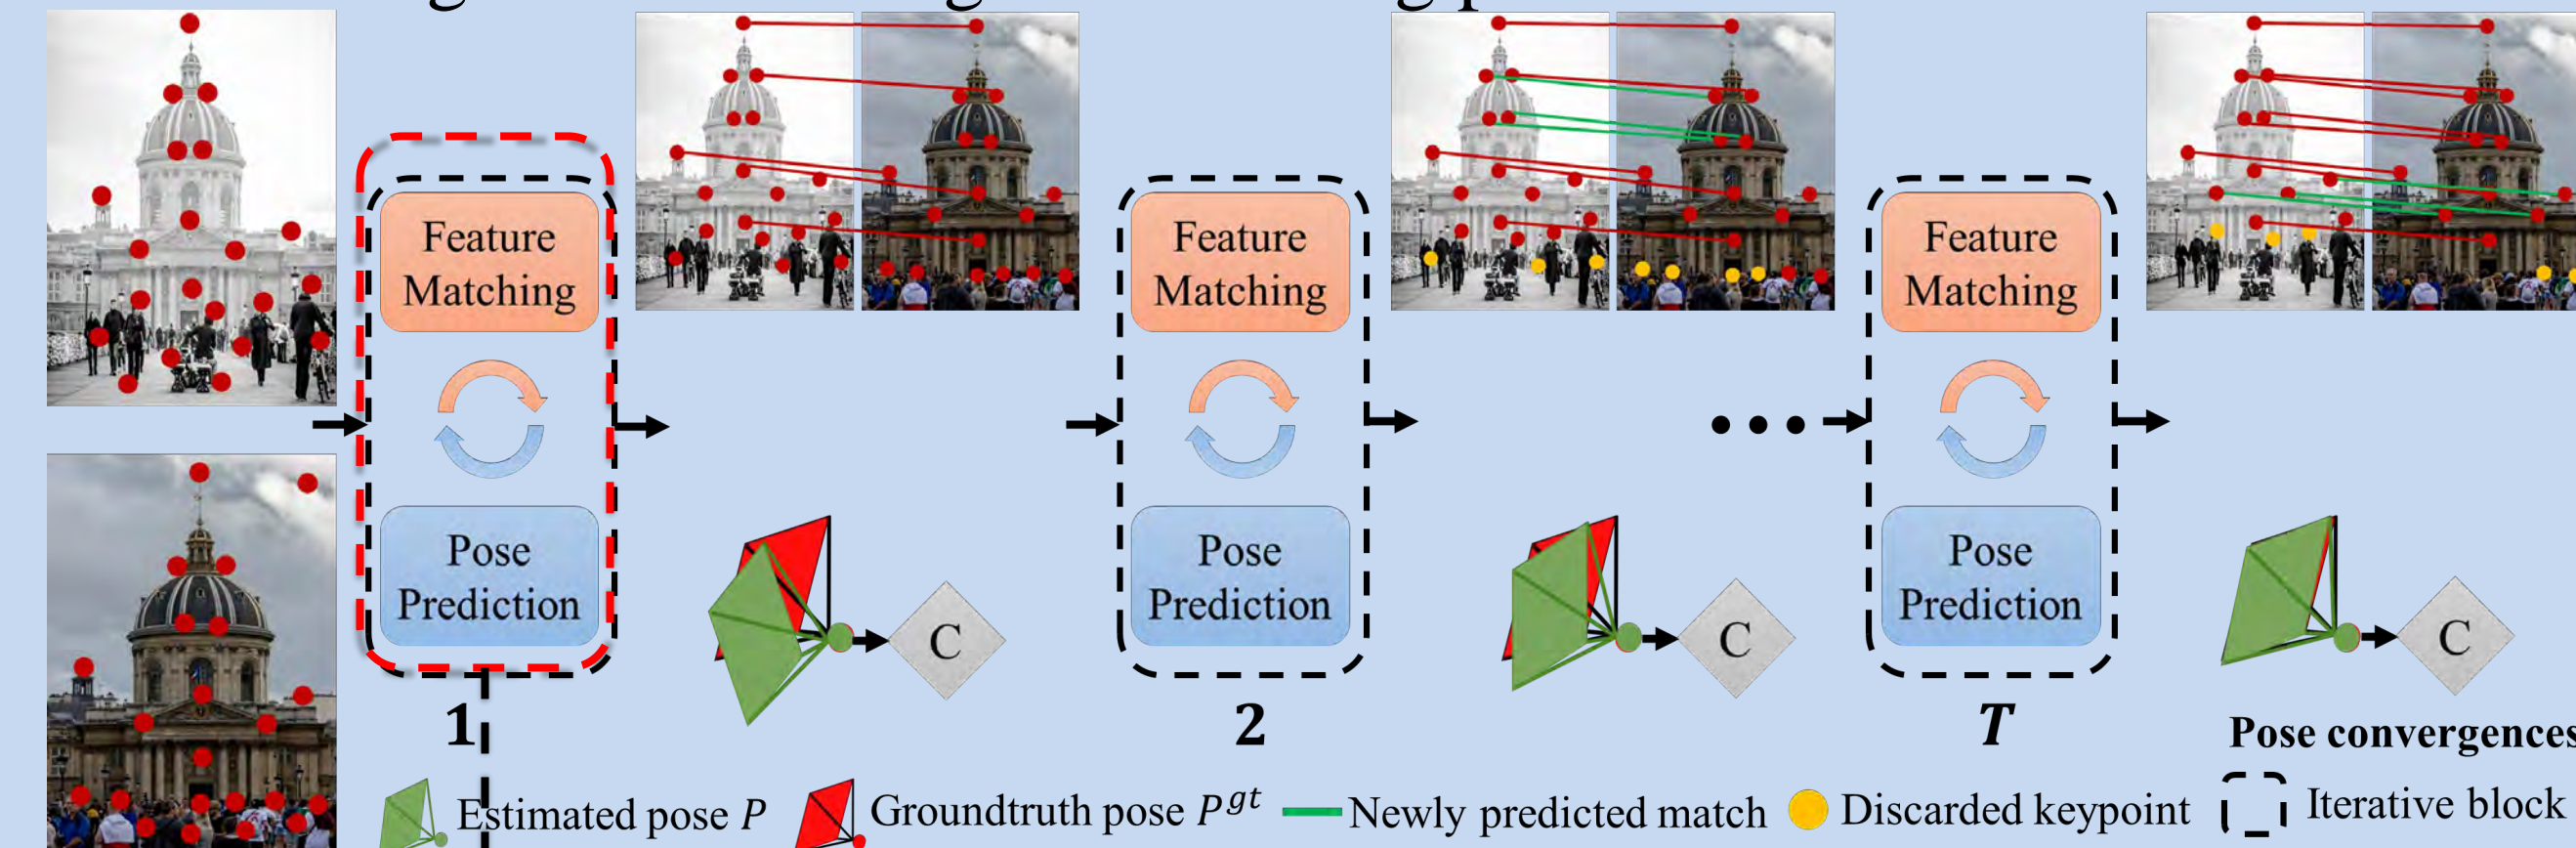 Feature
Matching
Pose
Prediction
1
C
Feature
Matching
Pose
Prediction
2
C
Feature
Matching
Pose
Prediction
T
C
Pose convergences
Estimated pose P
Groundtruth pose P^{gt}
Newly predicted match
Discarded keypoint
Iterative block